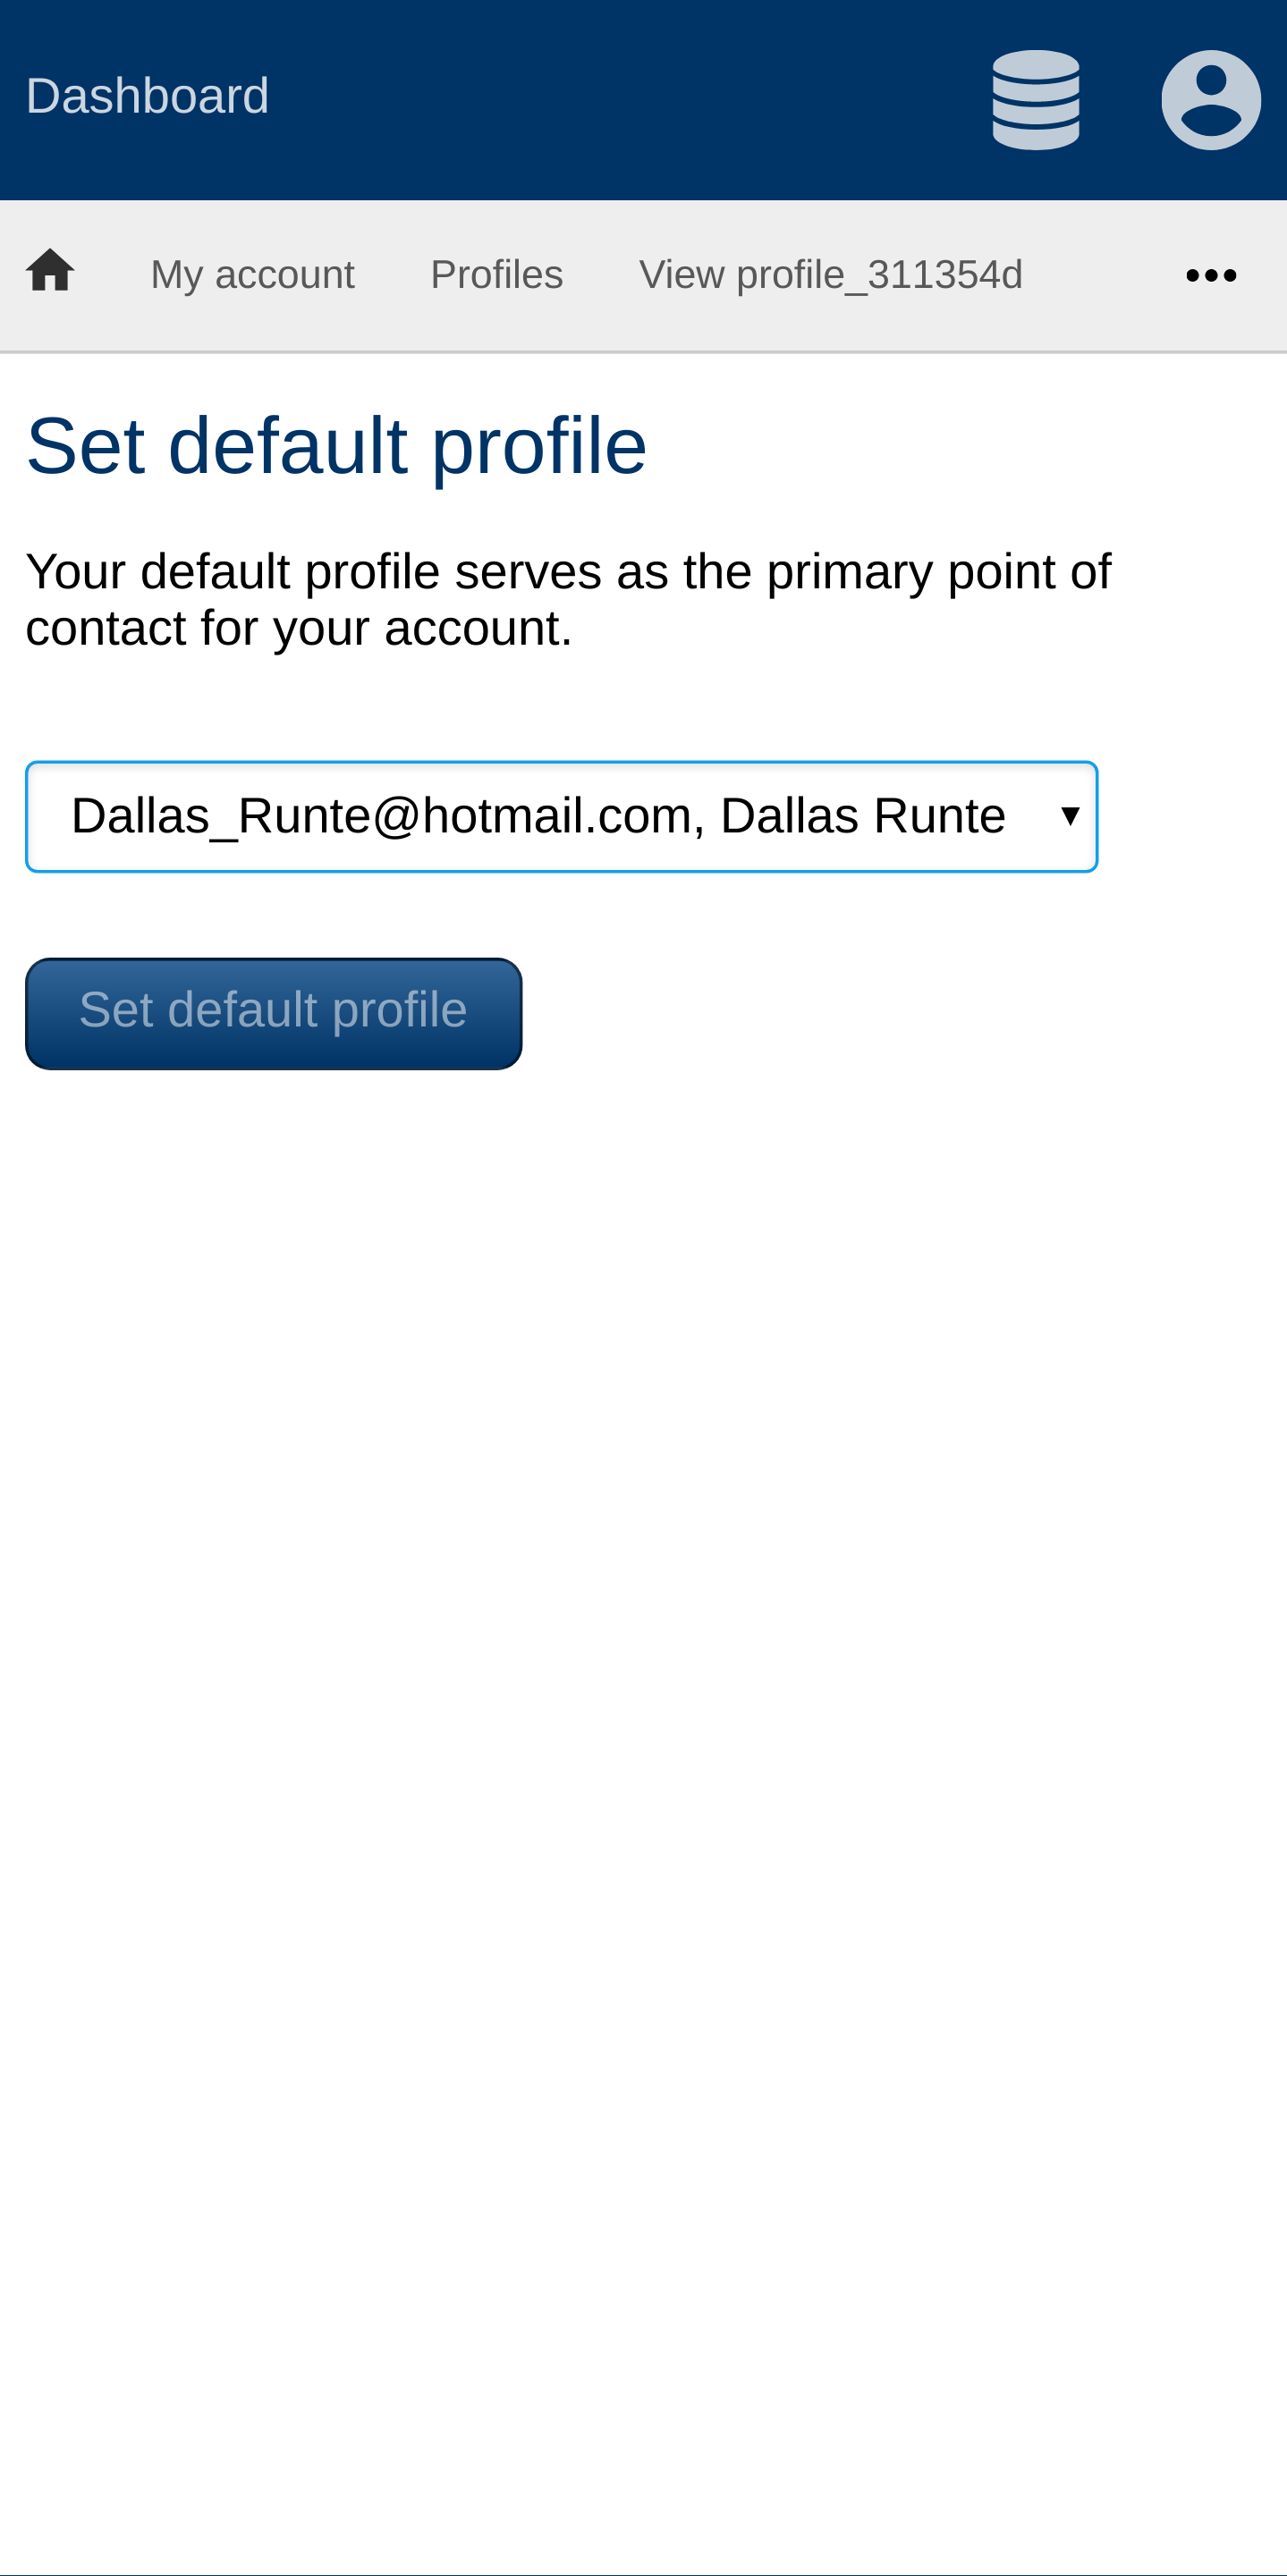 Dashboard
My account Profiles View profile_311354d
Set default profile
Your default profile serves as the primary point of
contact for your account.
Dallas_Runte@hotmail.com, Dallas Runte
Set default profile